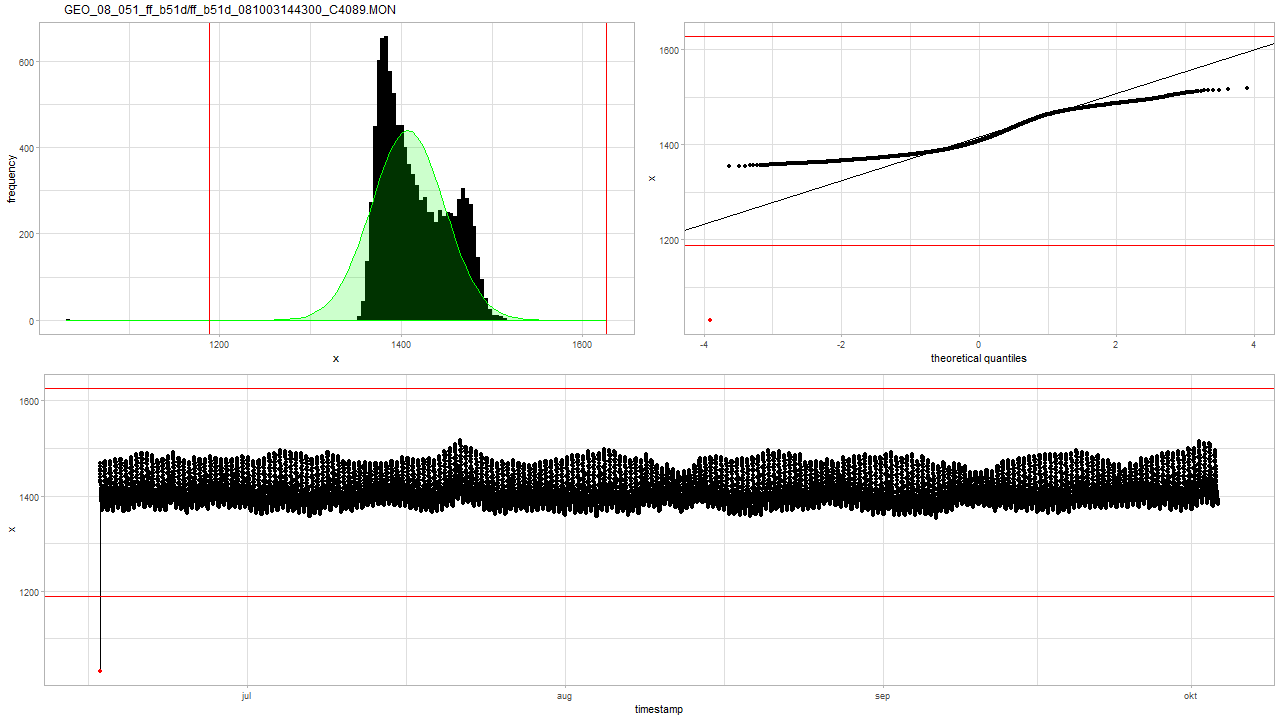 GEO_08_051_ff_b51d/ff_b51d_081003144300_C4089.MON
600
400
200
0
frequency
1200
1400
1600
x
1600
1400
1200
x
-4
-2
0
2
4
theoretical quantiles
1600
1400
1200
x
jul
aug
sep
okt
timestamp